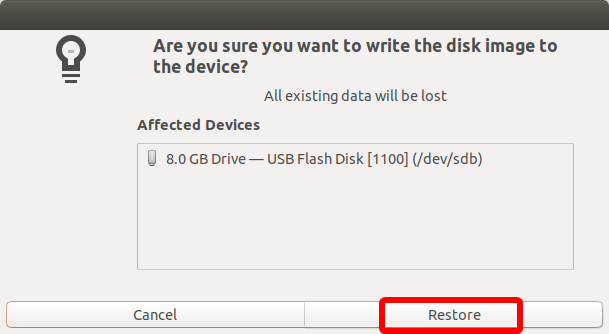 Are you sure you want to write the disk image to
the device?
All existing data will be lost
Affected Devices
8.0 GB Drive — USB Flash Disk [1100] (/dev/sdb)
Cancel
Restore